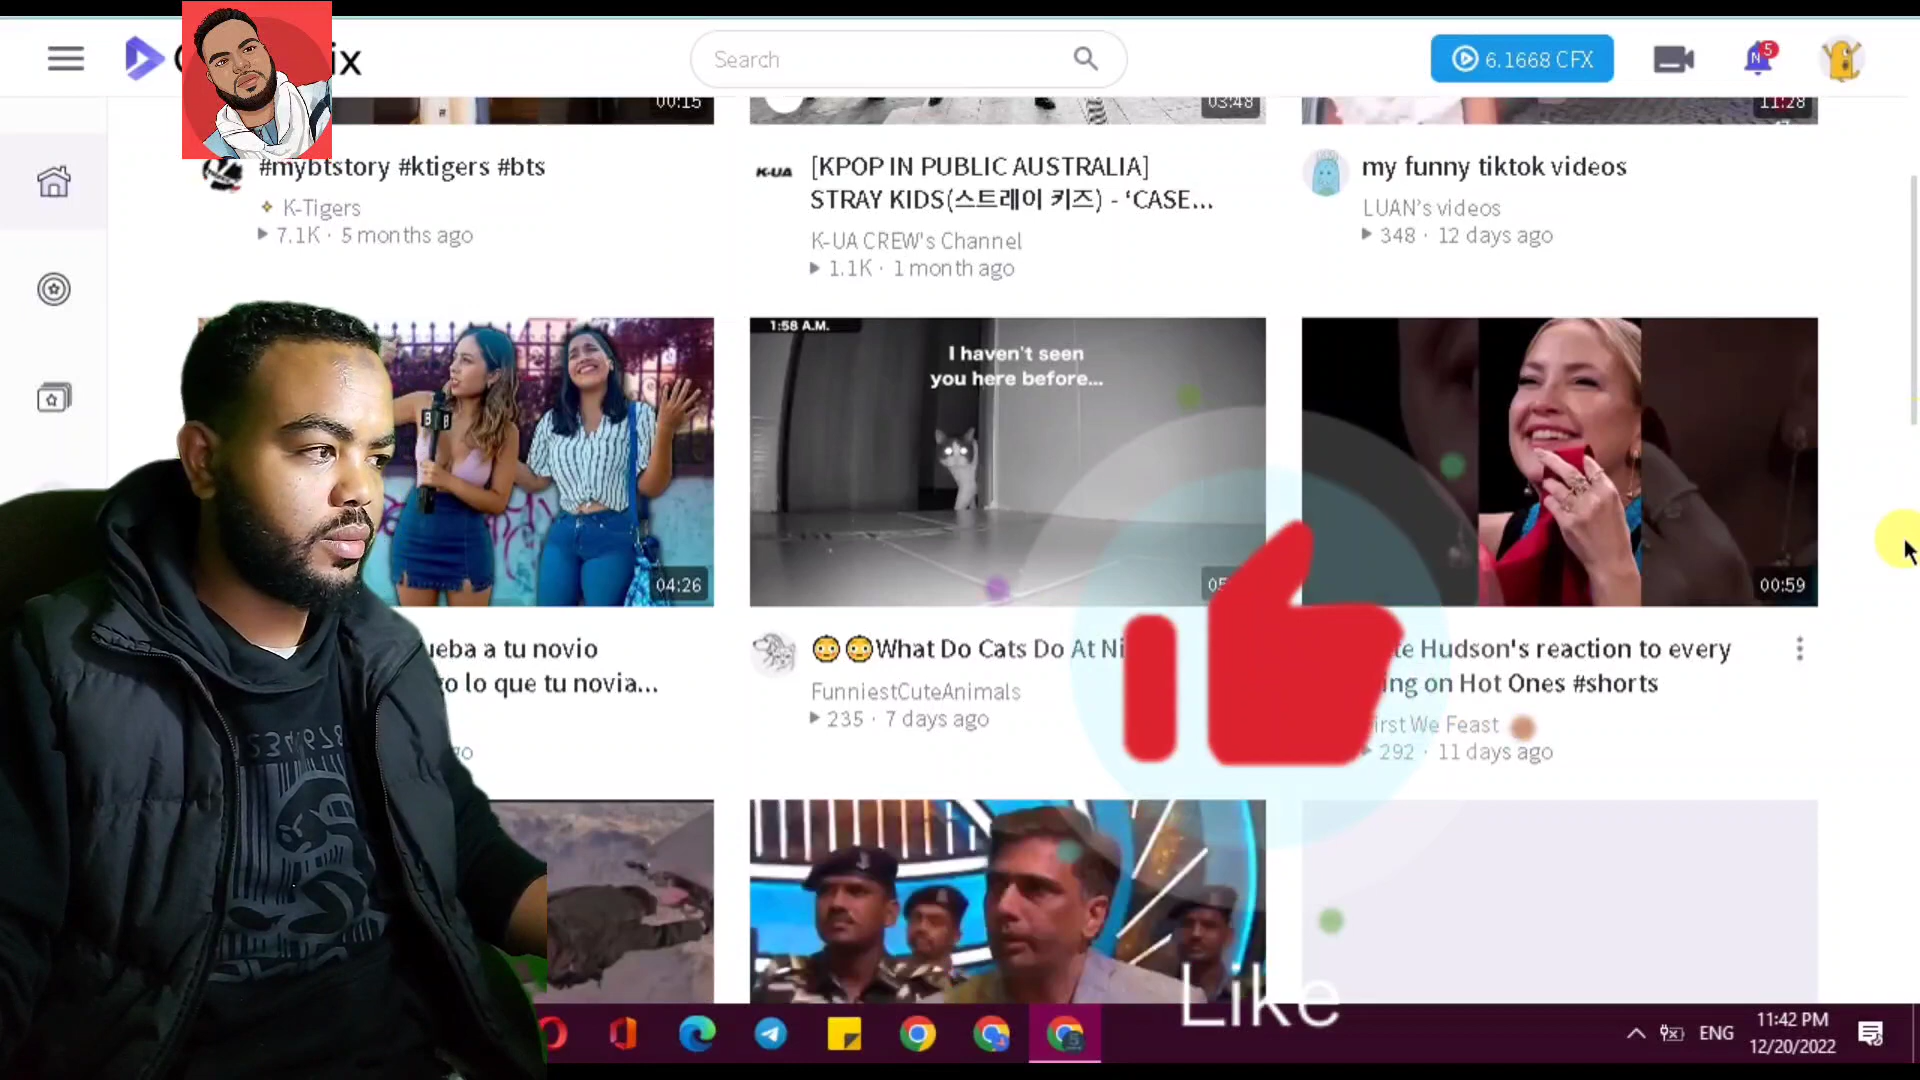 ix
Search
6.1668 CFX
N 5
00:15
03:48
11:28
#mybtstory #ktigers #bts
K-Tigers
7.1K · 5 months ago
K-UA
[KPOP IN PUBLIC AUSTRALIA]
STRAY KIDS(스트레이 키즈) - ‘CASE...
K-UA CREW's Channel
1.1K · 1 month ago
my funny tiktok videos
LUAN’s videos
348 · 12 days ago
04:26
1:58 A.M.
I haven't seen
you here before...
00:59
ueba a tu novio
o lo que tu novia...
go
😳😳What Do Cats Do At Ni
FunniestCuteAnimals
235 · 7 days ago
te Hudson's reaction to every
ing on Hot Ones #shorts
irst We Feast
292 · 11 days ago
Like
ENG
11:42 PM
12/20/2022